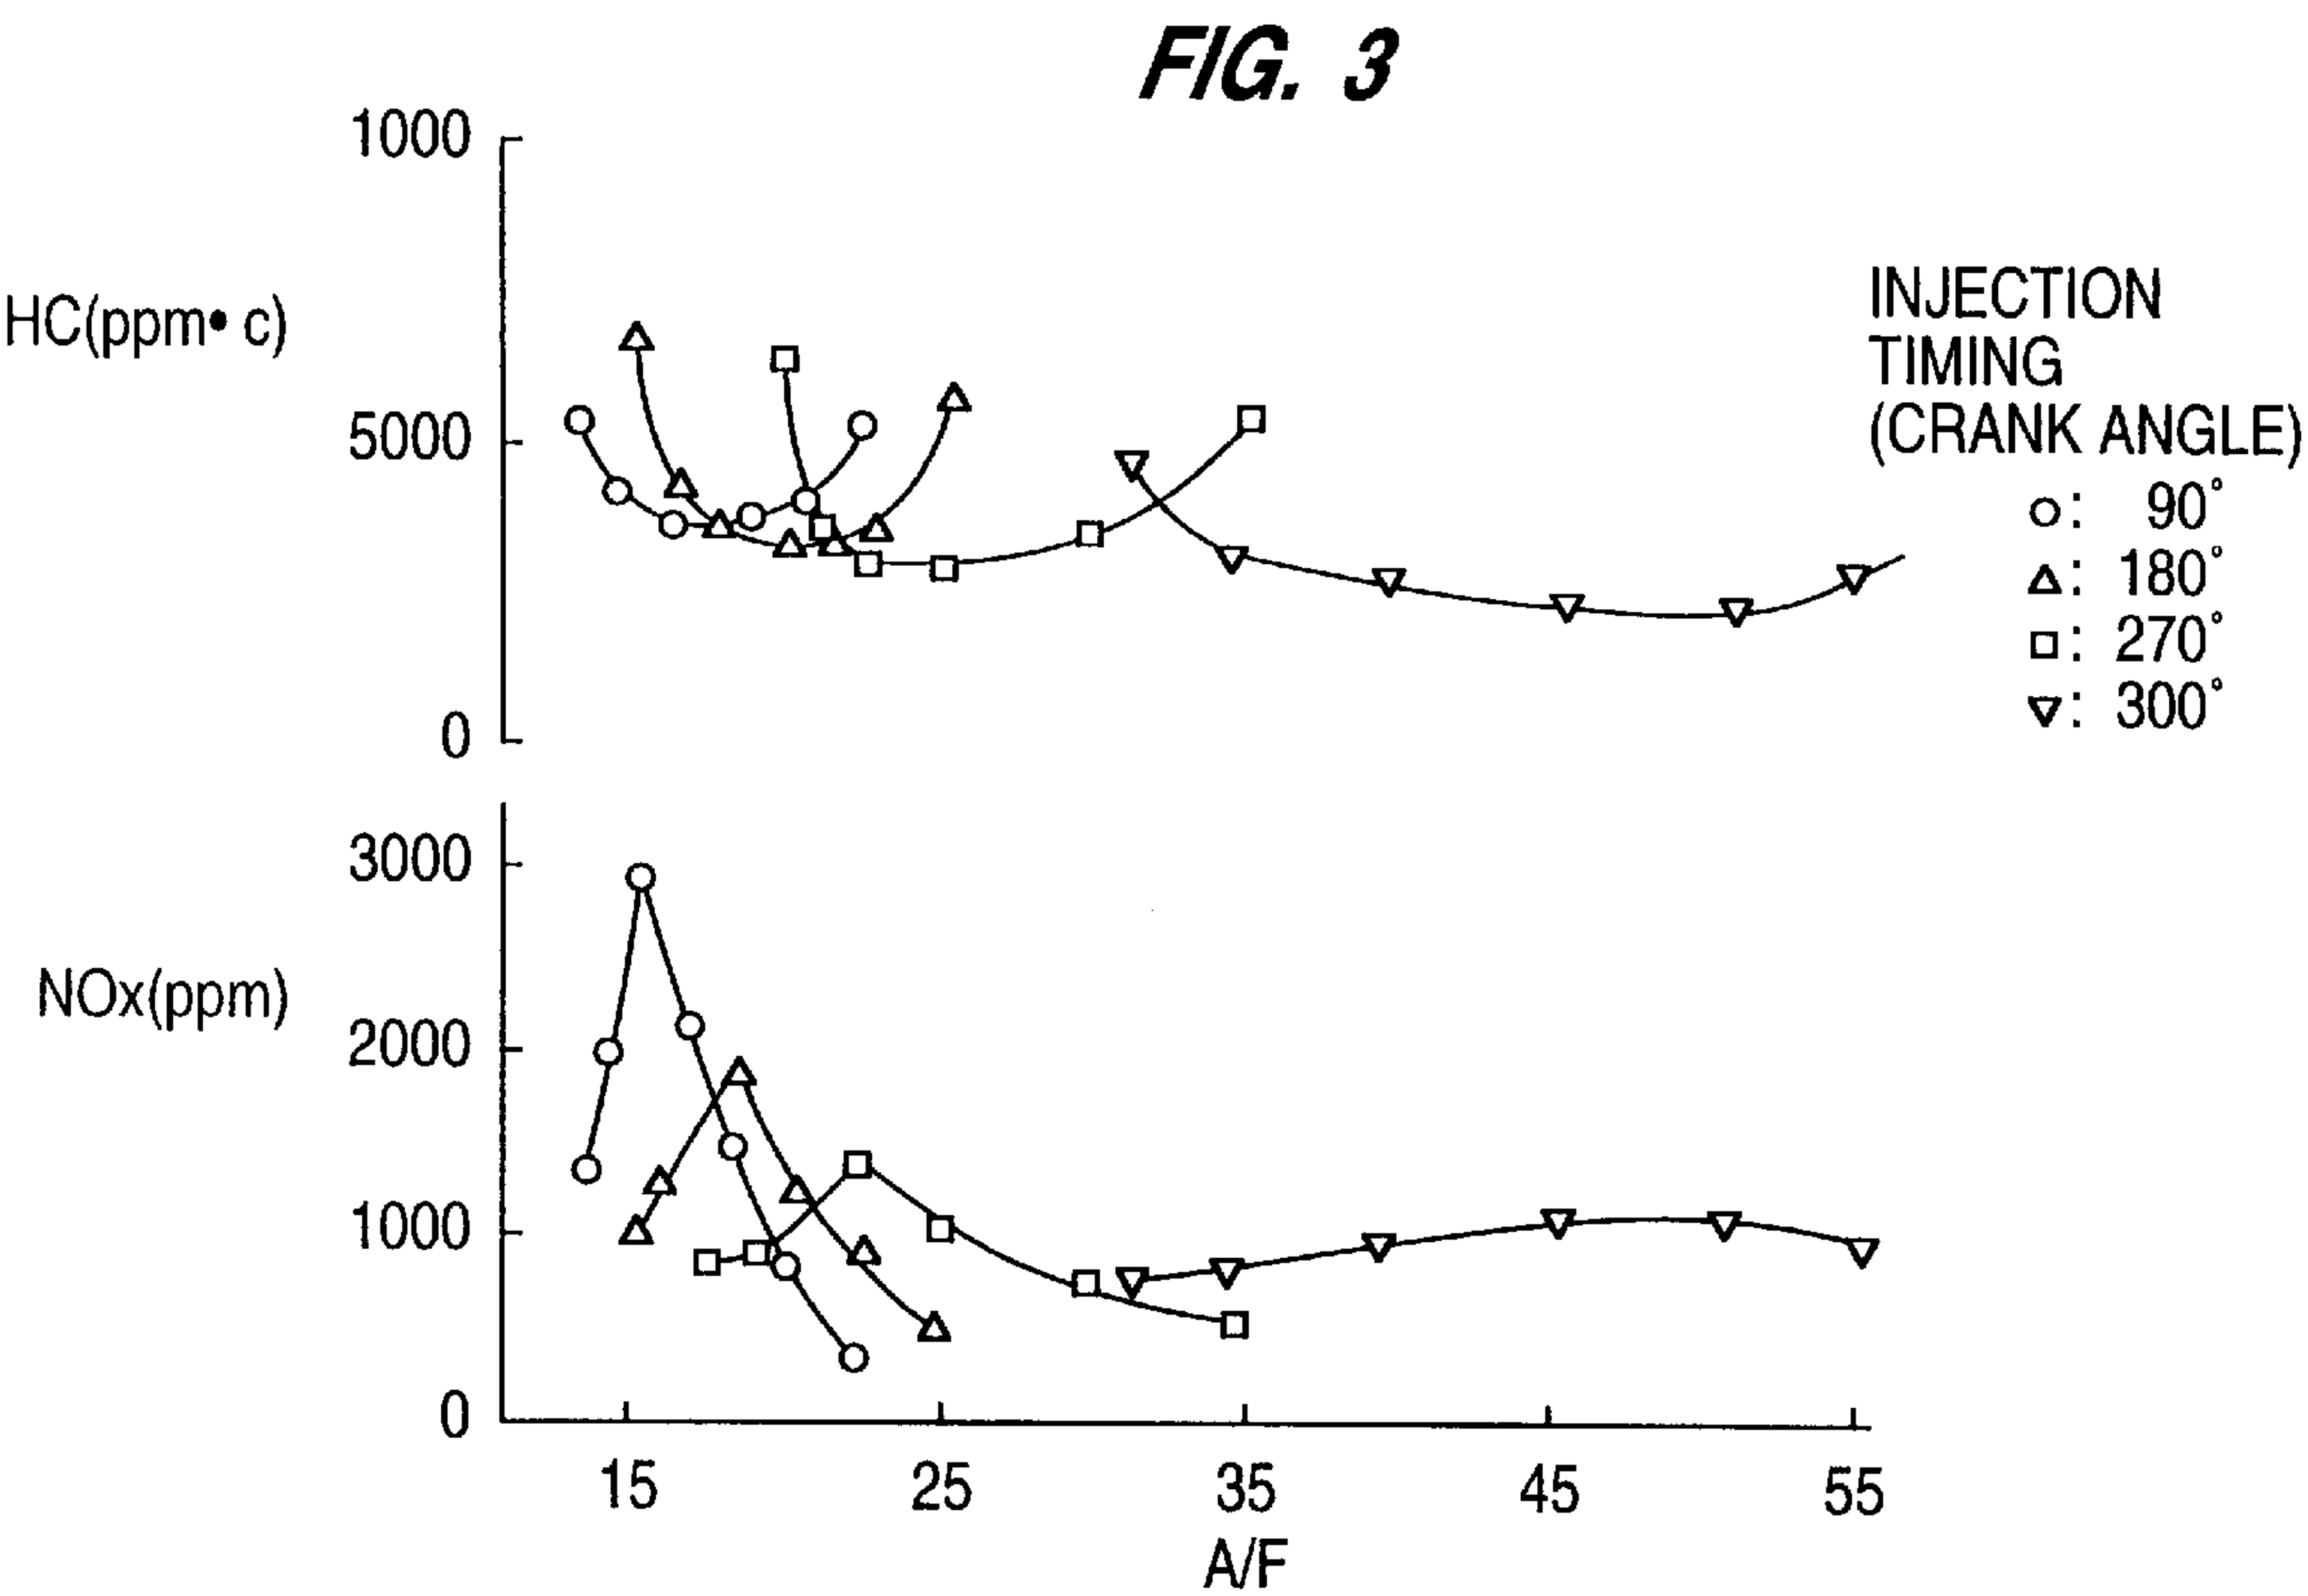 FIG. 3
1000
HC(ppm• c)
5000
0
INJECTION
TIMING
(CRANK ANGLE)
○: 90°
△: 180°
□: 270°
▽: 300°
3000
NOx(ppm)
2000
1000
0
15 25 35 45 55
A/F